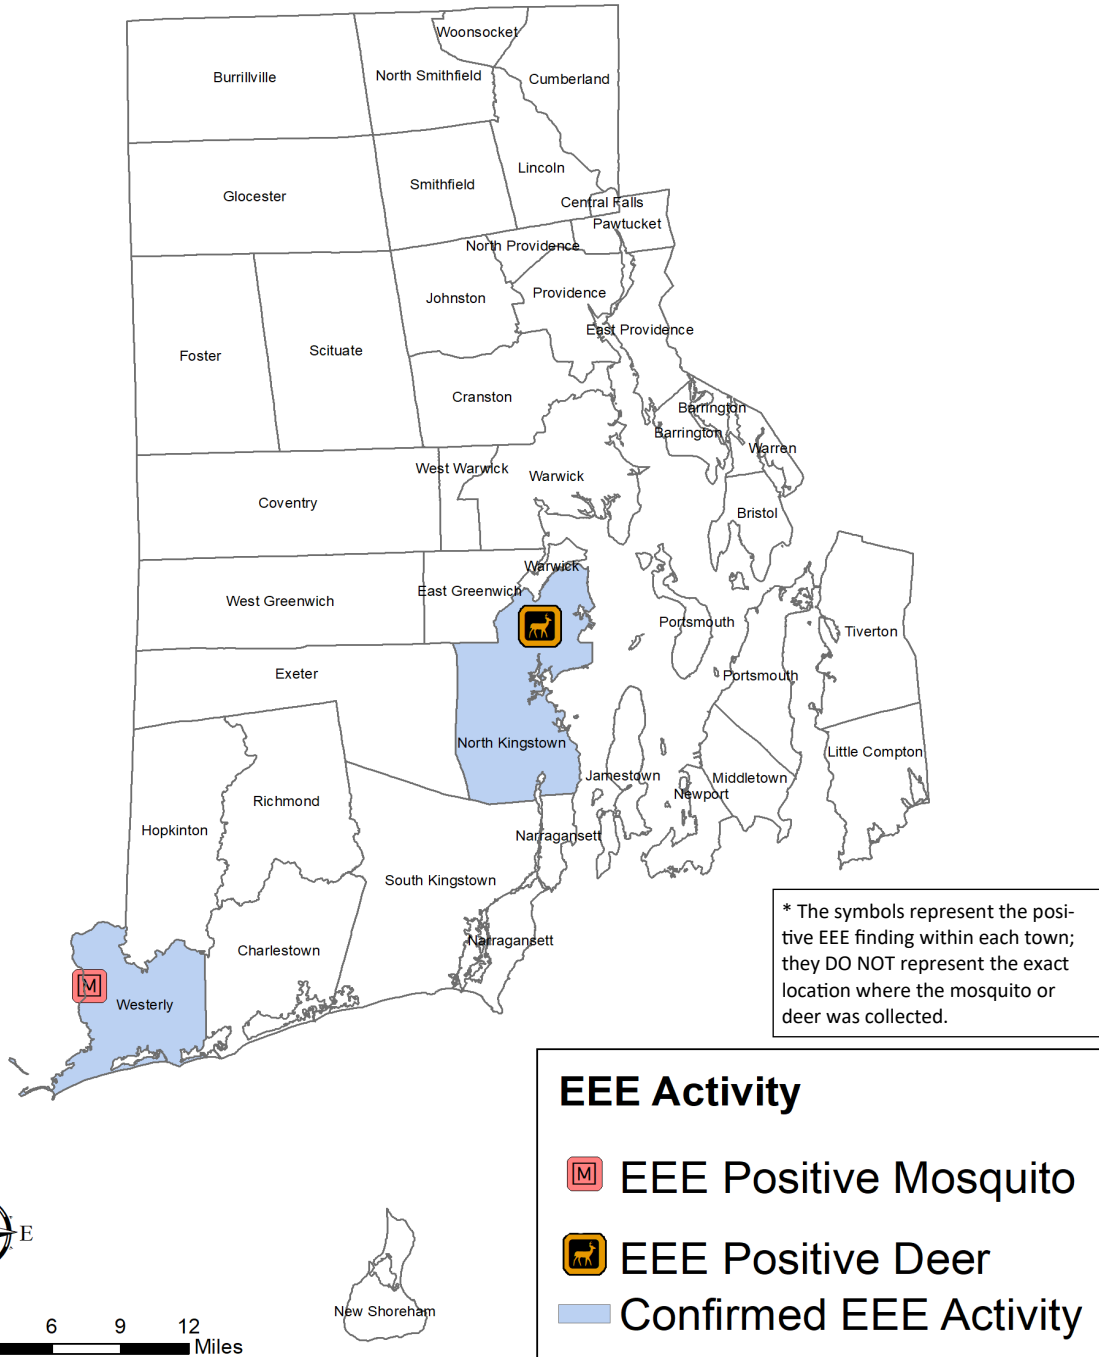 Woonsocket
Burrillville
North Smithfield
Cumberland
Lincoln
Smithfield
Glocester
Central Falls
Pawtucket
North Providence
Providence
Johnston
East Providence
Scituate
Foster
Cranston
Barrington
Barrington
Warren
West Warwick
Warwick
Coventry
Bristol
Warwick
East Greenwich
West Greenwich
Portsmouth
Tiverton
Exeter
Portsmouth
North Kingstown
Little Compton
Jamestown
Middletown
Newport
Richmond
Hopkinton
Narragansett
South Kingstown
Narragansett
Charlestown
M
Westerly
* The symbols represent the posi-
tive EEE finding within each town;
they DO NOT represent the exact
location where the mosquito or
deer was collected.
EEE Activity
M EEE Positive Mosquito
EEE Positive Deer
Confirmed EEE Activity
E
New Shoreham
6 9 12
Miles